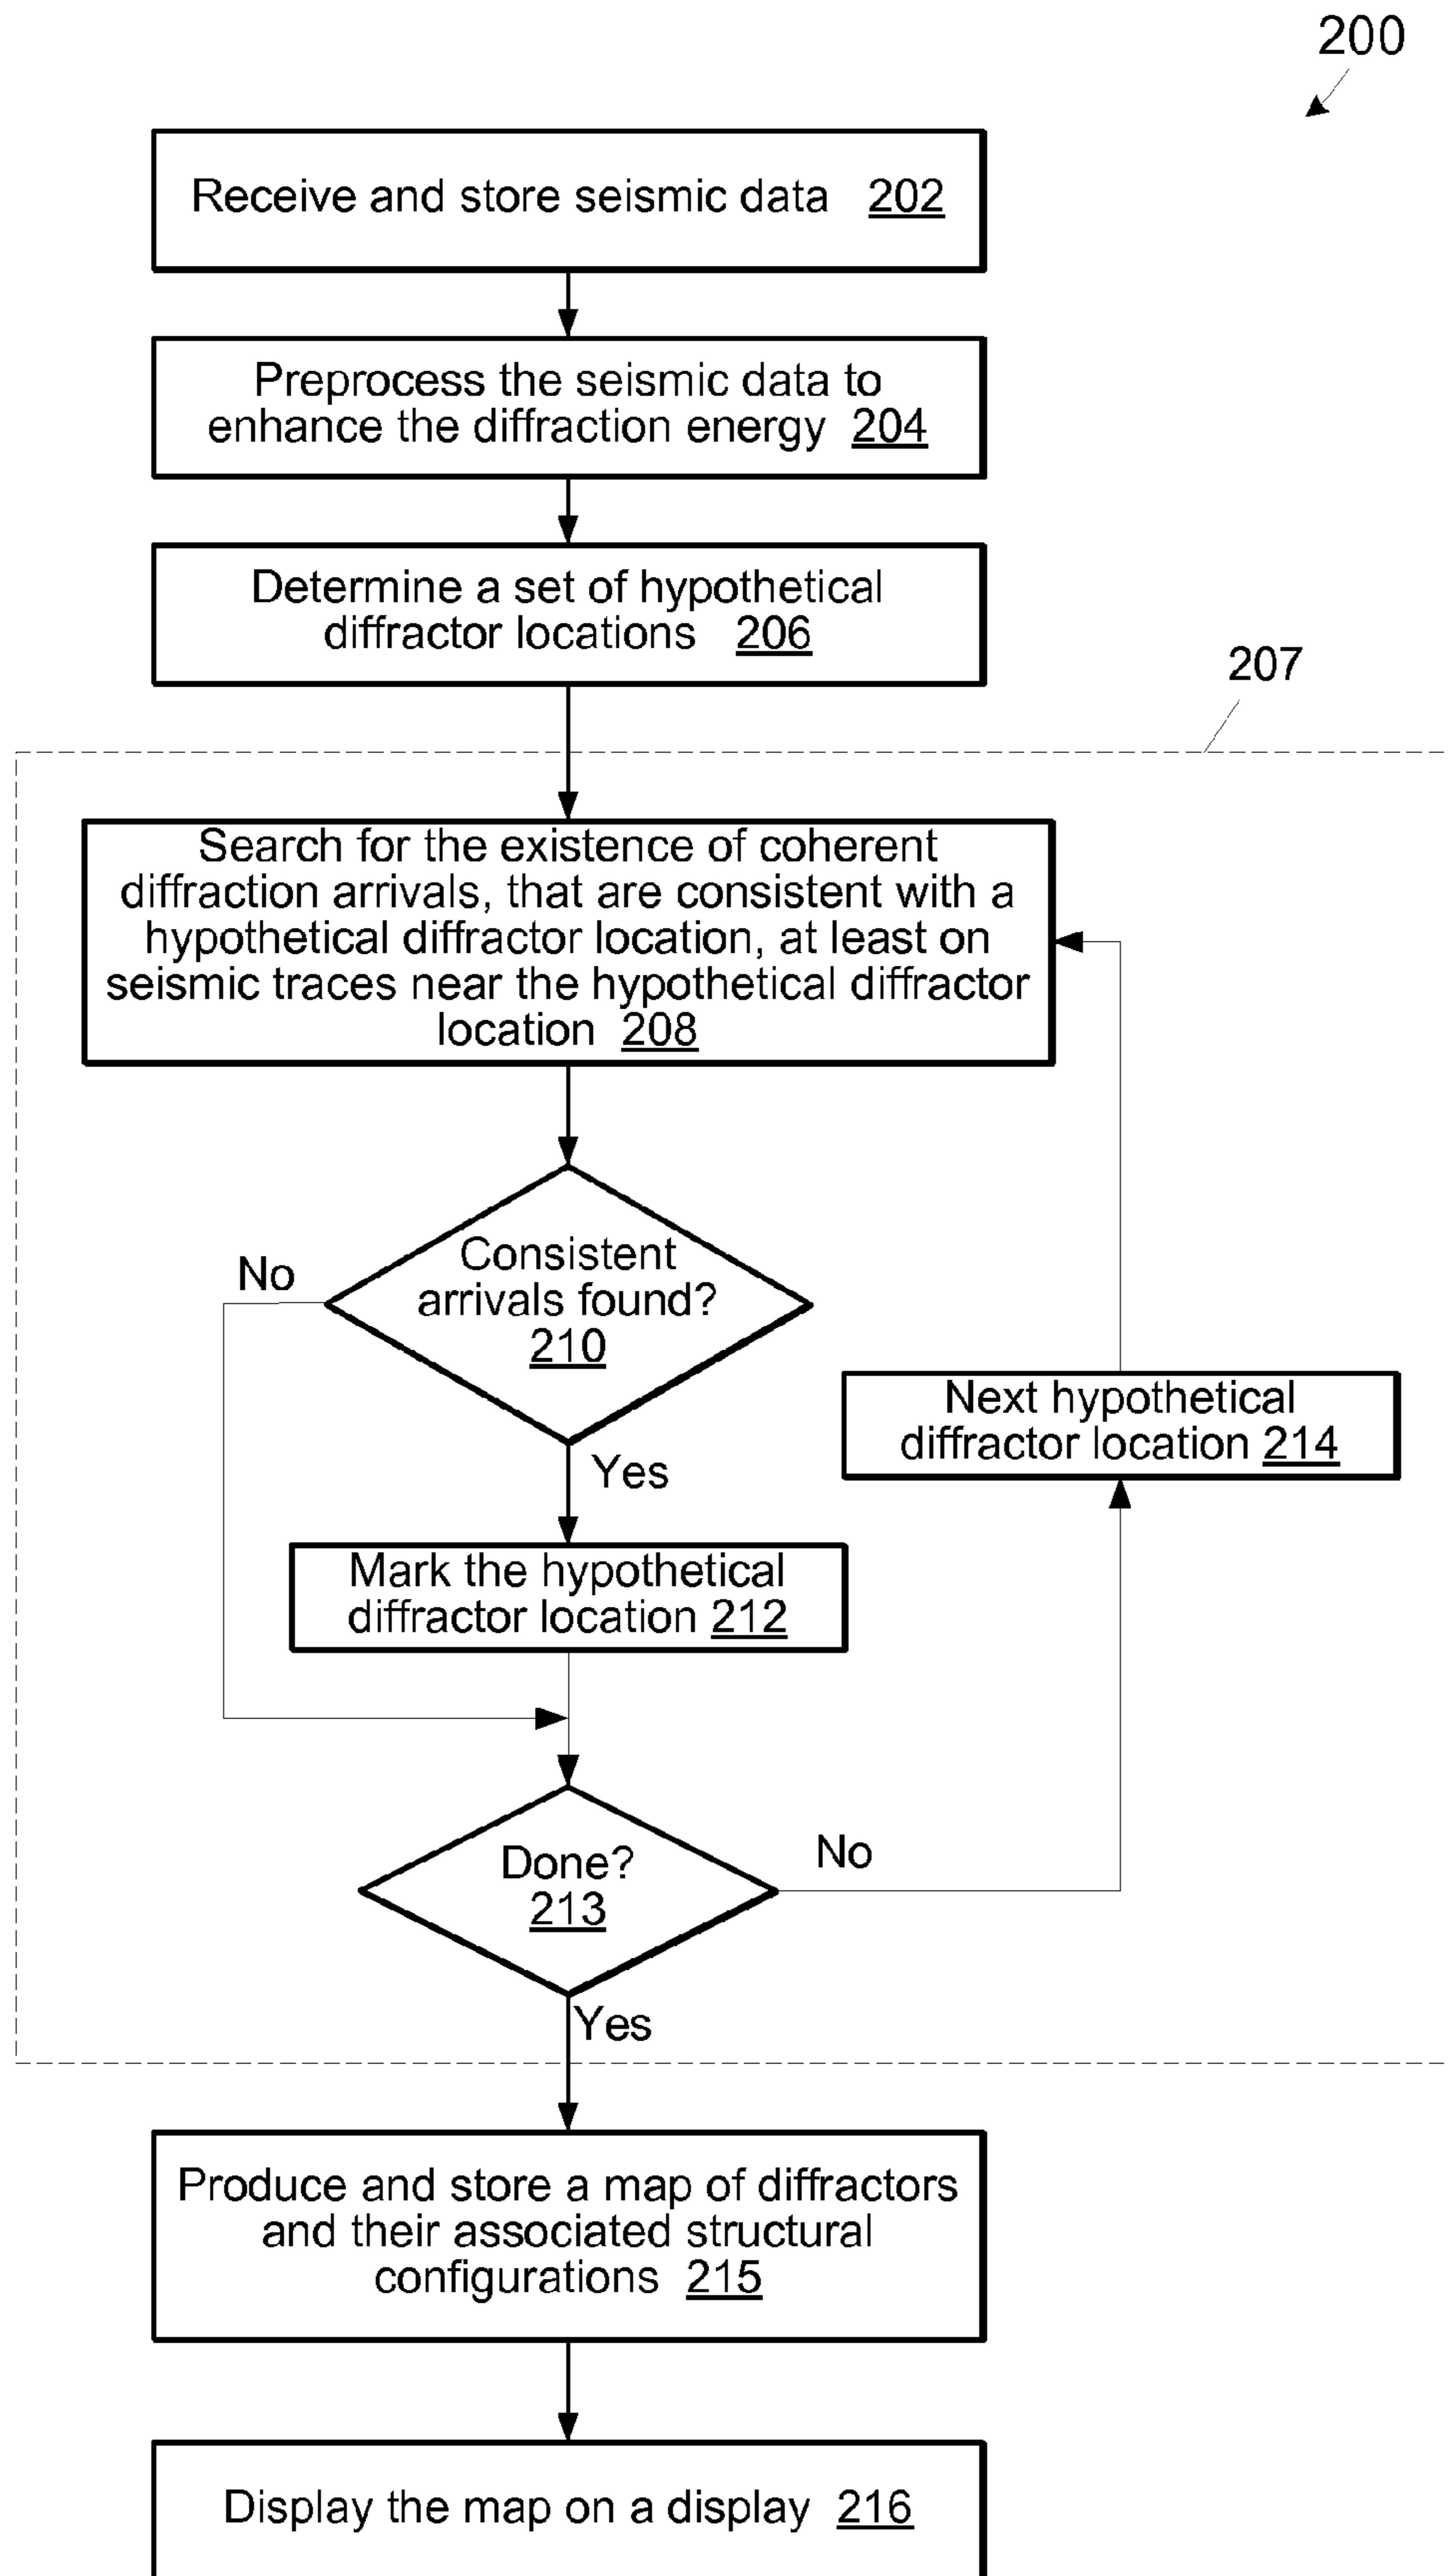 200
Receive and store seismic data 202
Preprocess the seismic data to
enhance the diffraction energy 204
Determine a set of hypothetical
diffractor locations 206
207
Search for the existence of coherent
diffraction arrivals, that are consistent with a
hypothetical diffractor location, at least on
seismic traces near the hypothetical diffractor
location 208
No
Consistent
arrivals found?
210
Yes
Next hypothetical
diffractor location 214
Mark the hypothetical
diffractor location 212
Done?
213
No
Yes
Produce and store a map of diffractors
and their associated structural
configurations 215
Display the map on a display 216